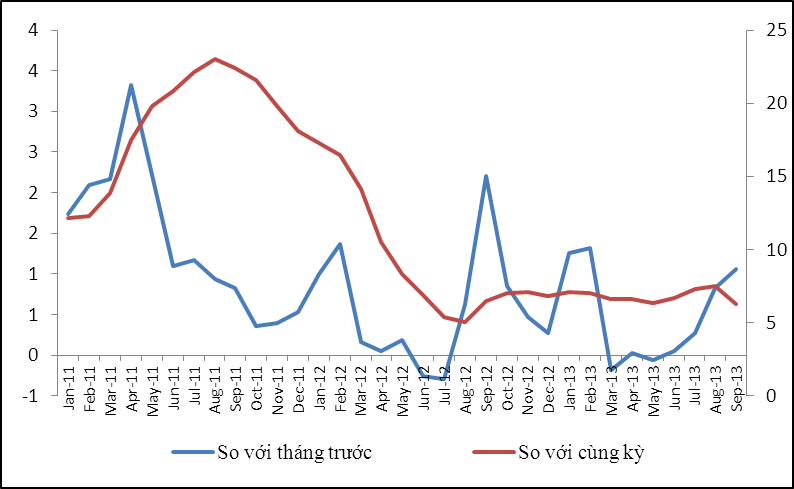 4
4
3
3
2
2
1
1
0
-1
25
20
15
10
5
0
Jan-11
Feb-11
Mar-11
Apr-11
May-11
Jun-11
Jul-11
Aug-11
Sep-11
Oct-11
Nov-11
Dec-11
Jan-12
Feb-12
Mar-12
Apr-12
May-12
Jun-12
Jul-12
Aug-12
Sep-12
Oct-12
Nov-12
Dec-12
Jan-13
Feb-13
Mar-13
Apr-13
May-13
Jun-13
Jul-13
Aug-13
Sep-13
So với tháng trước
So với cùng kỳ